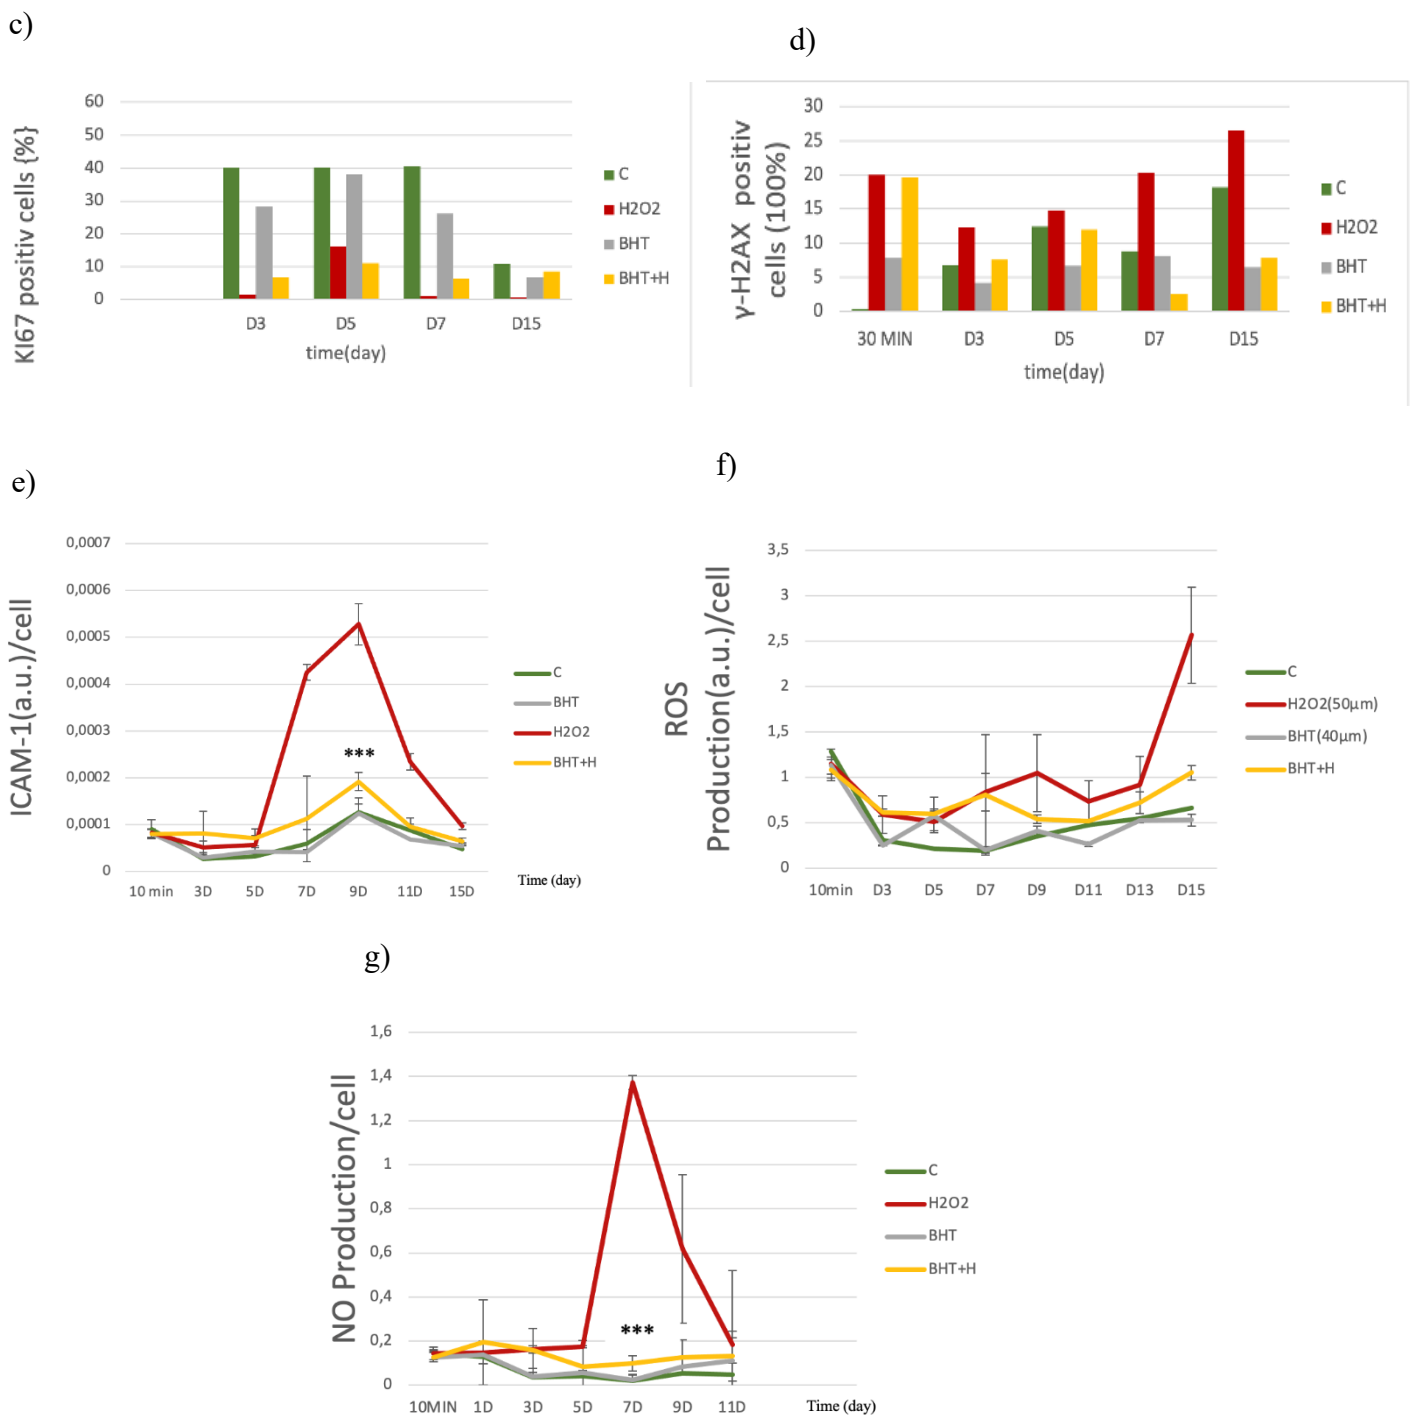 c)
KI67 positiv cells {%}
60
50
40
30
20
10
0
D3 D5 D7 D15
time(day)
C
H2O2
BHT
BHT+H
d)
γ-H2AX positiv
cells (100%)
30
25
20
15
10
5
0
30 MIN D3 D5 D7 D15
time(day)
C
H2O2
BHT
BHT+H
e)
ICAM-1(a.u.)/cell
0,0007
0,0006
0,0005
0,0004
0,0003
0,0002
0,0001
0
***
10 min 3D 5D 7D 9D 11D 15D
Time (day)
C
BHT
H2O2
BHT+H
f)
ROS
Production(a.u.)/cell
3,5
3
2,5
2
1,5
1
0,5
0
10min D3 D5 D7 D9 D11 D13 D15
C
H2O2(50μm)
BHT(40μm)
BHT+H
g)
NO Production/cell
1,6
1,4
1,2
1
0,8
0,6
0,4
0,2
0
***
10MIN 1D 3D 5D 7D 9D 11D
Time (day)
C
H2O2
BHT
BHT+H